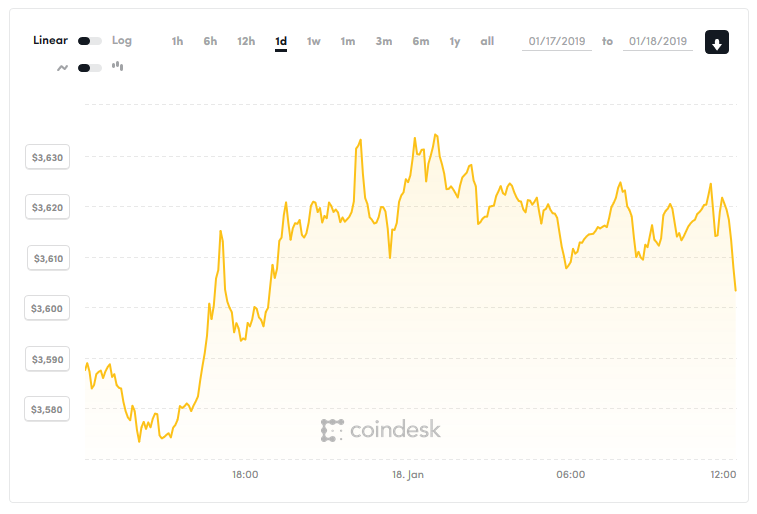 Linear Log 1h 6h 12h 1d 1w 1m 3m 6m 1y all 01/17/2019 to 01/18/2019
$3,630
$3,620
$3,610
$3,600
$3,590
$3,580
coindesk
18:00 18. Jan 06:00 12:00